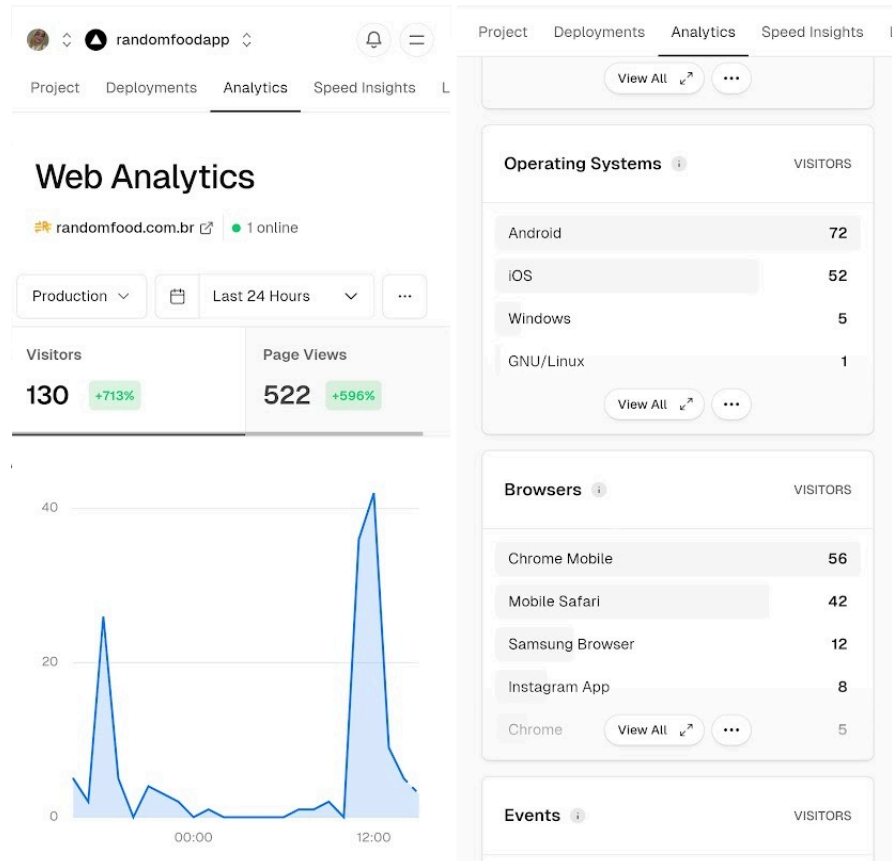 randomfoodapp
Project Deployments Analytics Speed Insights L
Web Analytics
randomfood.com.br 1 online
Production Last 24 Hours ...
Visitors
130 +713%
Page Views
522 +596%
40
20
0
00:00 12:00
Project Deployments Analytics Speed Insights
View All ...
Operating Systems i VISITORS
Android 72
iOS 52
Windows 5
GNU/Linux 1
View All ...
Browsers i VISITORS
Chrome Mobile 56
Mobile Safari 42
Samsung Browser 12
Instagram App 8
Chrome View All ... 5
Events i VISITORS